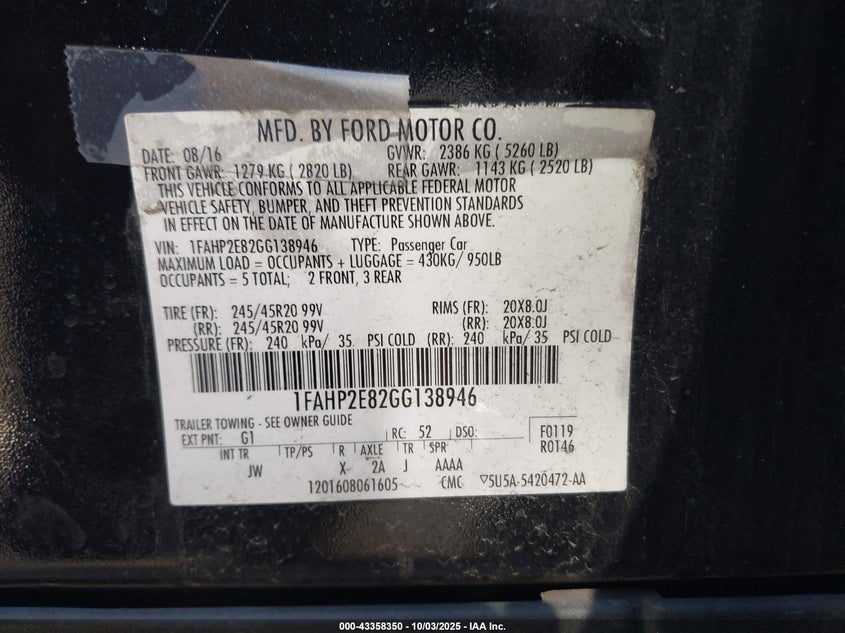 MFD. BY FORD MOTOR CO.
DATE: 08/16 GVWR: 2386 KG ( 5260 LB)
FRONT GAWR: 1279 KG ( 2820 LB) REAR GAWR: 1143 KG ( 2520 LB)
THIS VEHICLE CONFORMS TO ALL APPLICABLE FEDERAL MOTOR
VEHICLE SAFETY, BUMPER, AND THEFT PREVENTION STANDARDS
IN EFFECT ON THE DATE OF MANUFACTURE SHOWN ABOVE.
VIN: 1FAHP2E82GG138946 TYPE: Passenger Car
MAXIMUM LOAD = OCCUPANTS + LUGGAGE = 430KG/ 950LB
OCCUPANTS = 5 TOTAL; 2 FRONT, 3 REAR
TIRE (FR): 245/45R20 99V RIMS (FR): 20X8.0J
(RR): 245/45R20 99V (RR): 20X8.0J
PRESSURE (FR): 240 kPa/ 35 PSI COLD (RR): 240 kPa/ 35 PSI COLD
1FAHP2E82GG138946
TRAILER TOWING - SEE OWNER GUIDE
EXT PNT: G1 RC: 52 DSO: F0119
INT TR TP/PS R AXLE TR SPR R0146
JW X 2A J AAAA
1201608061605 CMC ▽5U5A-5420472-AA
000-43358350 - 10/03/2025 - IAA Inc.